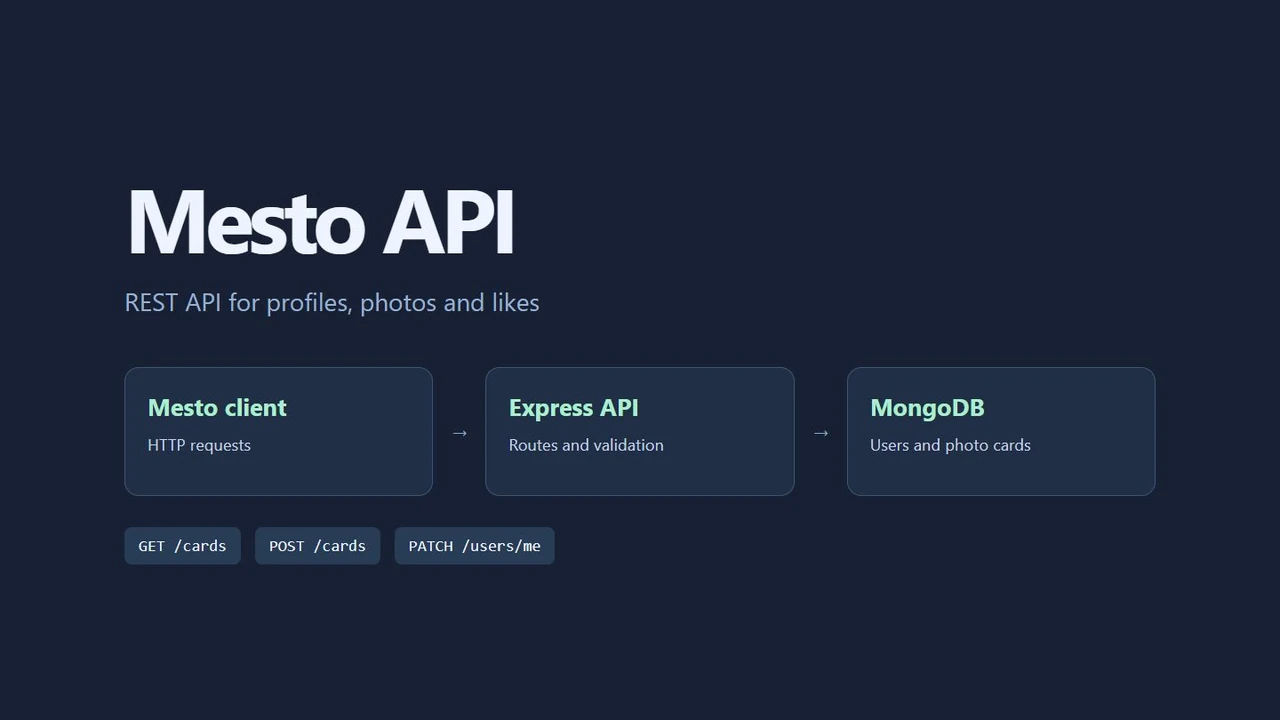 Mesto API
REST API for profiles, photos and likes
Mesto client
HTTP requests
→
Express API
Routes and validation
→
MongoDB
Users and photo cards
GET /cards
POST /cards
PATCH /users/me